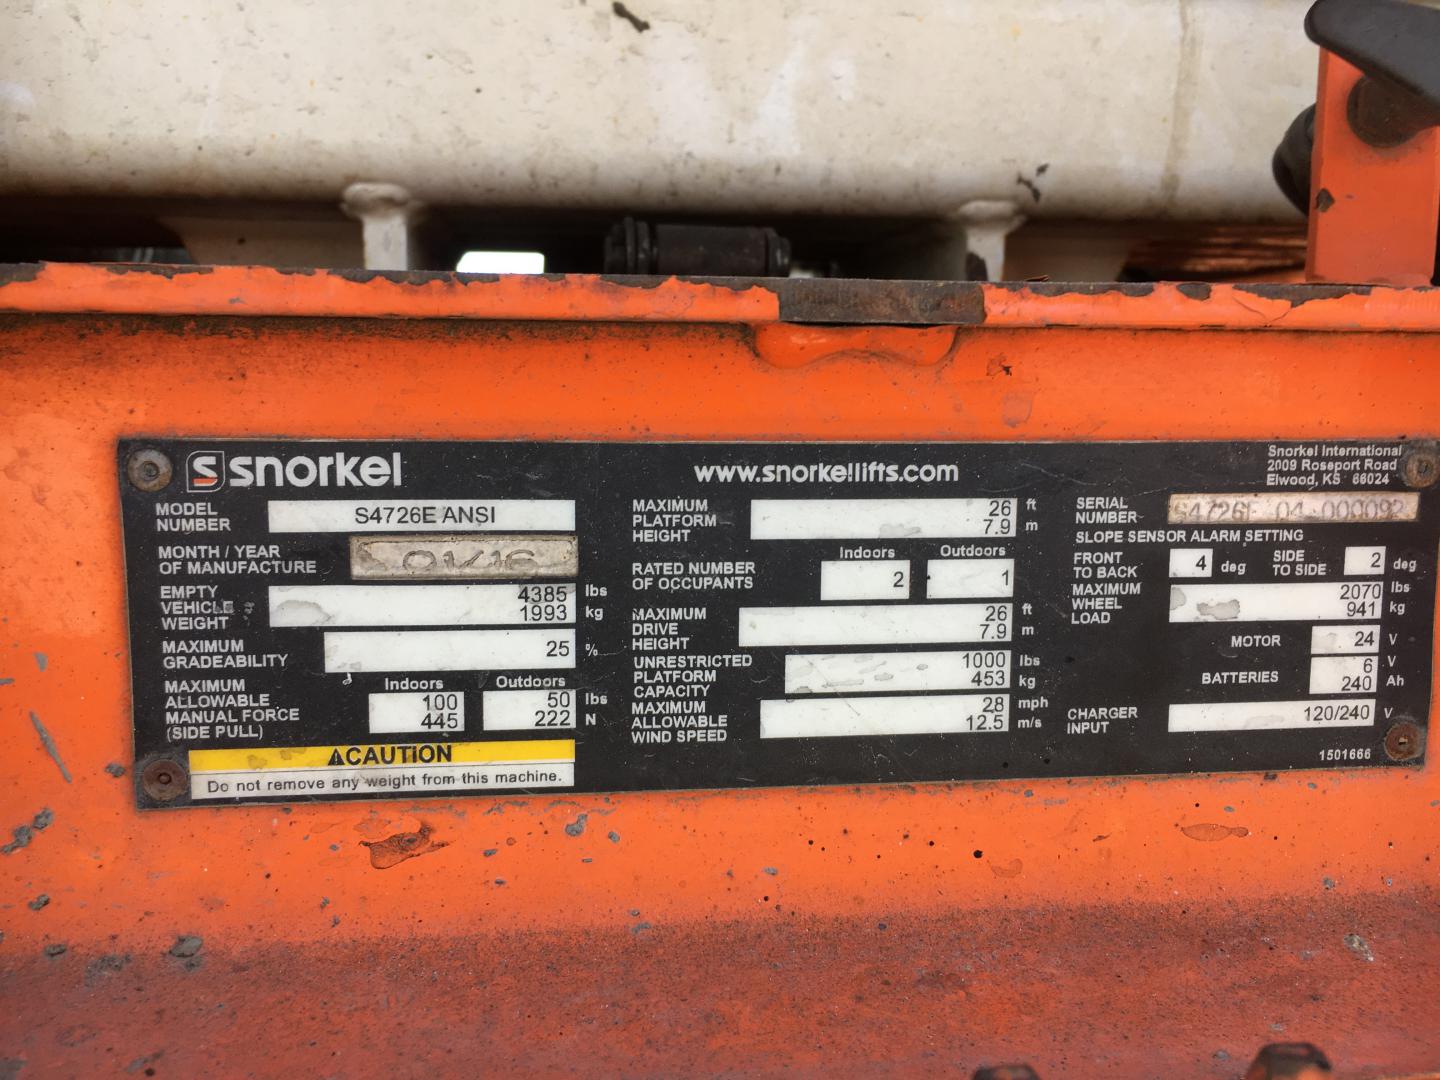 snorkel
www.snorkellifts.com
Snorkel International
2009 Roseport Road
Elwood, KS 66024
MODEL
NUMBER
S4726E ANSI
MONTH / YEAR
OF MANUFACTURE
01/16
EMPTY
VEHICLE
WEIGHT
4385 lbs
1993 kg
MAXIMUM
GRADEABILITY
25 %
MAXIMUM
ALLOWABLE
MANUAL FORCE
(SIDE PULL)
Indoors Outdoors
100 50 lbs
445 222 N
CAUTION
Do not remove any weight from this machine.
MAXIMUM
PLATFORM
HEIGHT
26 ft
7.9 m
RATED NUMBER
OF OCCUPANTS
Indoors Outdoors
2 1
MAXIMUM
DRIVE
HEIGHT
26 ft
7.9 m
UNRESTRICTED
PLATFORM
CAPACITY
1000 lbs
453 kg
MAXIMUM
ALLOWABLE
WIND SPEED
28 mph
12.5 m/s
SERIAL
NUMBER
S4726E 04 000092
SLOPE SENSOR ALARM SETTING
FRONT
TO BACK
4 deg
SIDE
TO SIDE
2 deg
MAXIMUM
WHEEL
LOAD
2070 lbs
941 kg
MOTOR 24 V
BATTERIES
6 V
240 Ah
CHARGER
INPUT
120/240 V
1501666